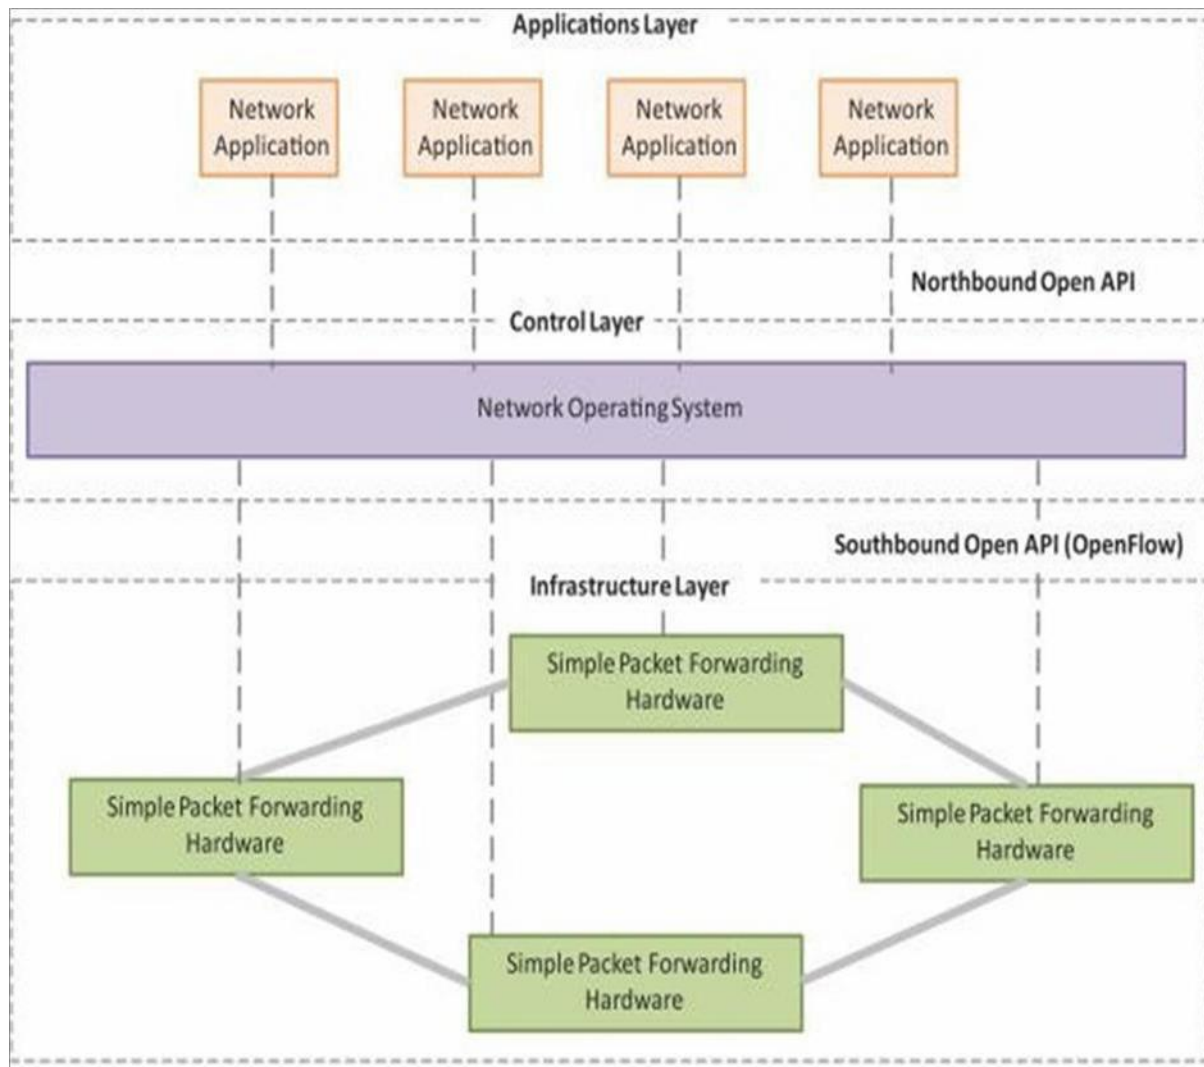 Applications Layer
Network
Application
Network
Application
Network
Application
Network
Application
Northbound Open API
Control Layer
Network Operating System
Southbound Open API (OpenFlow)
Infrastructure Layer
Simple Packet Forwarding
Hardware
Simple Packet Forwarding
Hardware
Simple Packet Forwarding
Hardware
Simple Packet Forwarding
Hardware